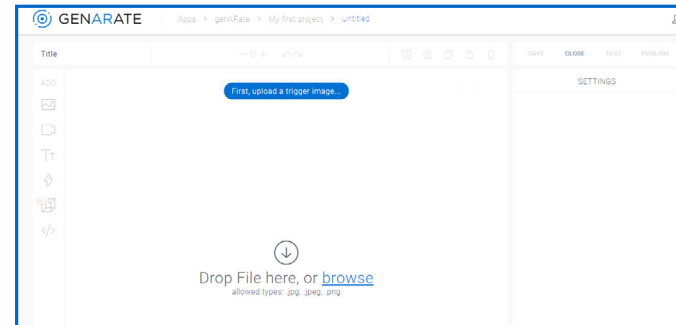 GENARATE
Apps > genARate > My first project > Untitled
Title
SAVE CLOSE TEST PUBLISH
ADD
First, upload a trigger image...
SETTINGS
Tт
</>
Drop File here, or browse
allowed types: .jpg, .jpeg, .png